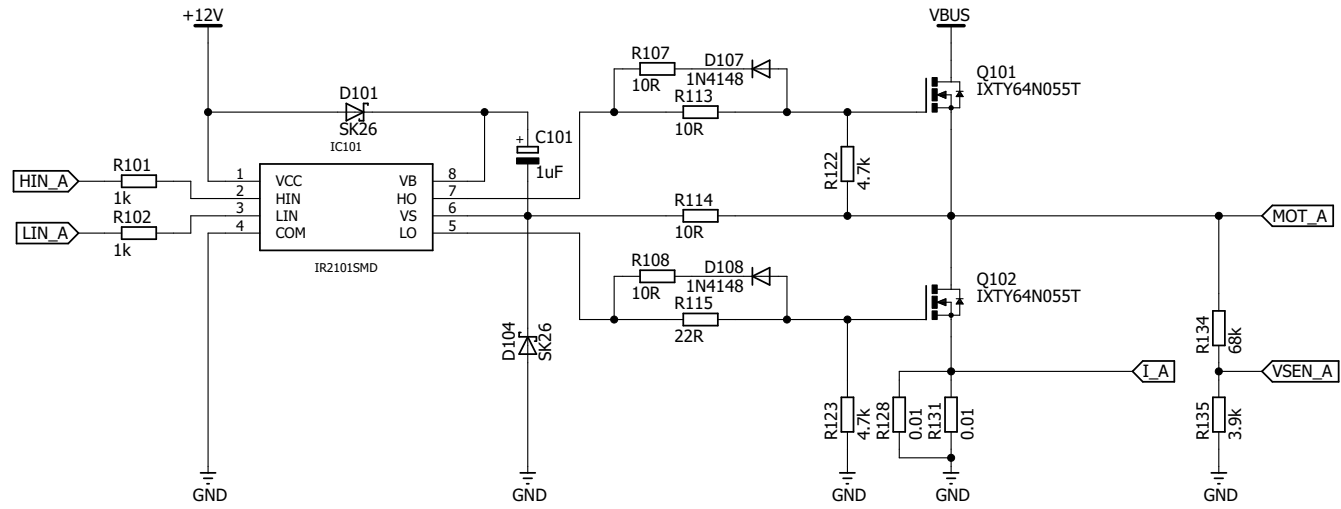 +12V
VBUS
R107
10R
D107
1N4148
Q101
IXTY64N055T
D101
SK26
R113
10R
IC101
C101
+
1uF
R122
4.7k
HIN_A
R101
1k
1
VCC
VB
8
2
HIN
HO
7
LIN_A
R102
1k
3
LIN
VS
6
4
COM
LO
5
R114
10R
MOT_A
IR2101SMD
R108
10R
D108
1N4148
Q102
IXTY64N055T
R115
22R
D104
SK26
R134
68k
I_A
VSEN_A
R123
4.7k
R128
0.01
R131
0.01
R135
3.9k
GND
GND
GND
GND
GND